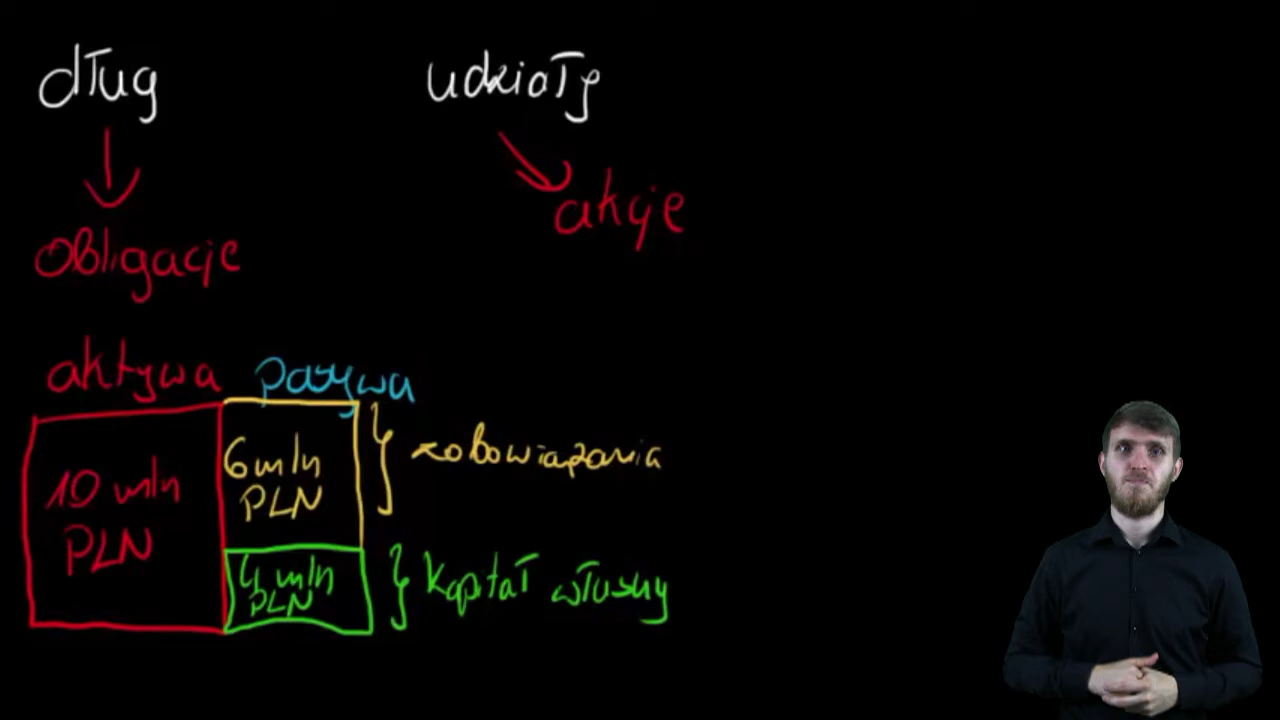 dług
udziały
obligacje
akcje
aktywa
pasywa
10 mln
PLN
6 mln
PLN
zobowiązania
4 mln
PLN
kapitał własny